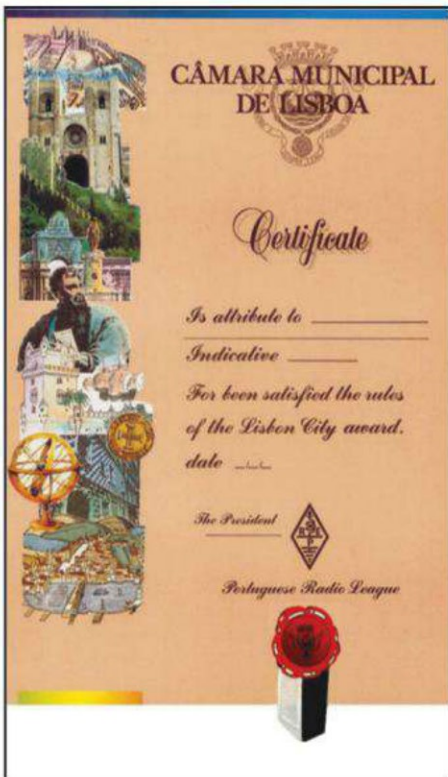 CÂMARA MUNICIPAL
DE LISBOA
Certificate
Is attribute to
Indicative
For been satisfied the rules
of the Lisbon City award.
date
The President
Portuguese Radio League